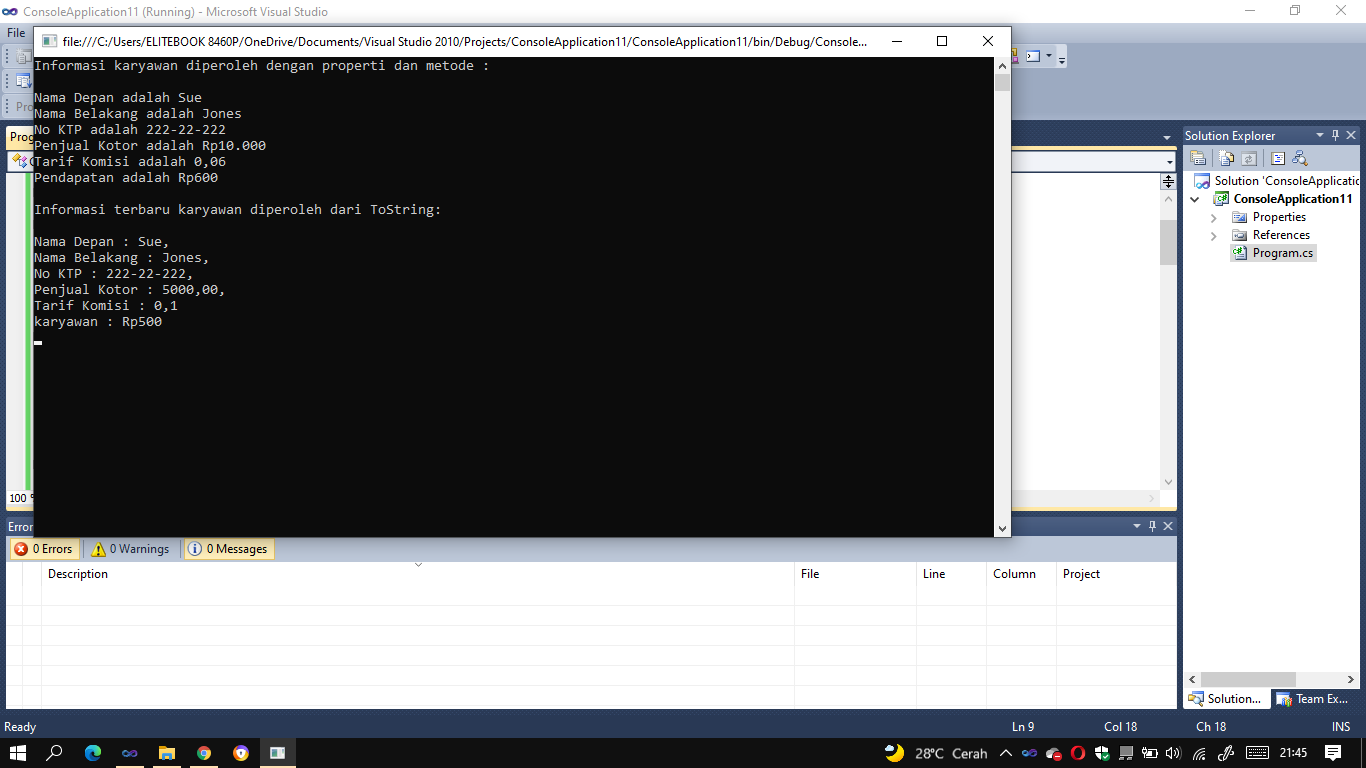 ConsoleApplication11 (Running) - Microsoft Visual Studio
File
file:///C:/Users/ELITEBOOK 8460P/OneDrive/Documents/Visual Studio 2010/Projects/ConsoleApplication11/ConsoleApplication11/bin/Debug/Console...
Informasi karyawan diperoleh dengan properti dan metode :
Nama Depan adalah Sue
Nama Belakang adalah Jones
No KTP adalah 222-22-222
Penjual Kotor adalah Rp10.000
Tarif Komisi adalah 0,06
Pendapatan adalah Rp600
Informasi terbaru karyawan diperoleh dari ToString:
Nama Depan : Sue,
Nama Belakang : Jones,
No KTP : 222-22-222,
Penjual Kotor : 5000,00,
Tarif Komisi : 0,1
karyawan : Rp500
Solution Explorer
Solution 'ConsoleApplicatic
ConsoleApplication11
Properties
References
Program.cs
100 %
0 Errors 0 Warnings 0 Messages
Description File Line Column Project
Solution... Team Ex...
Ready Ln 9 Col 18 Ch 18 INS
28°C Cerah 21:45